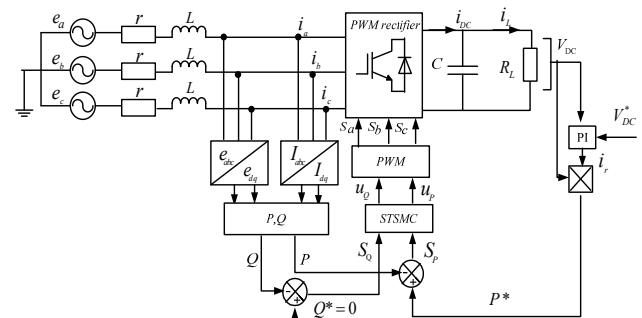 e_a r L i_a PWM rectifier i_DC i_L V_DC
e_b r L i_b C R_L
e_c r L i_c
S_a S_b S_c V*_DC
PI
e_abc e_dq I_abc I_dq PWM i_r
u_Q u_P
P,Q STSMC
Q P S_Q S_P
- + - +
Q*=0 P*